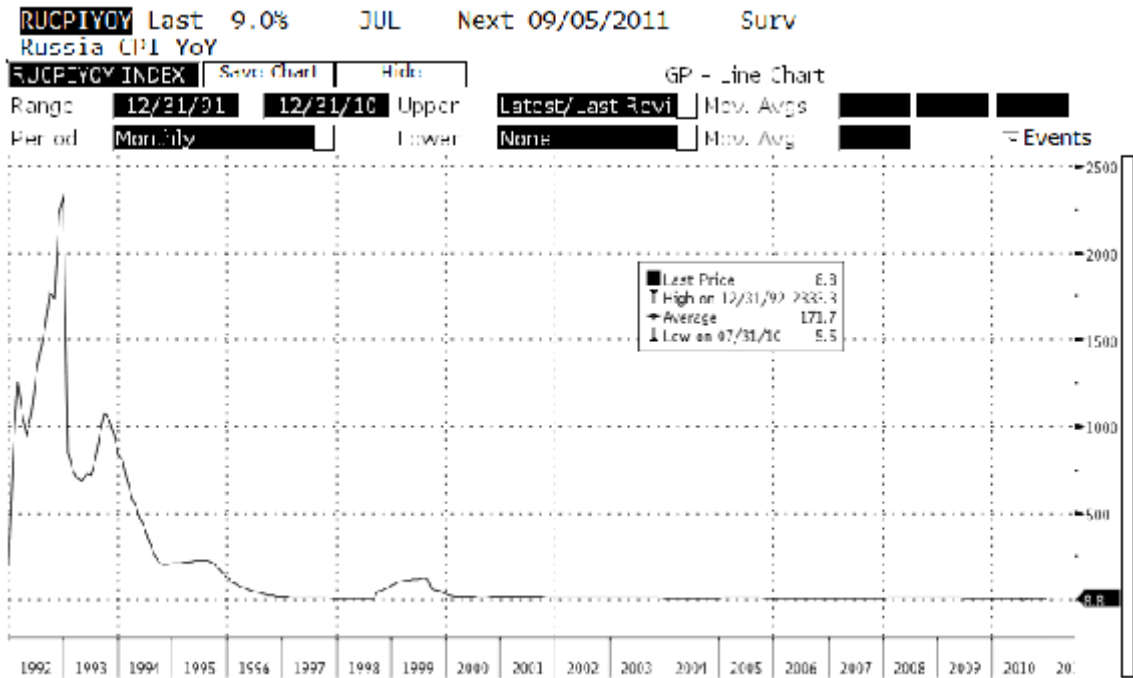 RUCPIYOY Last 9.0% JUL Next 09/05/2011 Surv
Russia CPI YoY
RUCPIYOY INDEX Save Chart Hide GP - Line Chart
Range 12/31/91 12/31/10 Upper Latest/Last Revi Mov. Avgs
Period Monthly Lower None Mov. Avg Events
2500
2000
Last Price 8.8
High on 12/31/92 2333.3
Average 171.7
Low on 07/31/10 5.5
1500
1000
500
8.8
1992 1993 1994 1995 1996 1997 1998 1999 2000 2001 2002 2003 2004 2005 2006 2007 2008 2009 2010 20